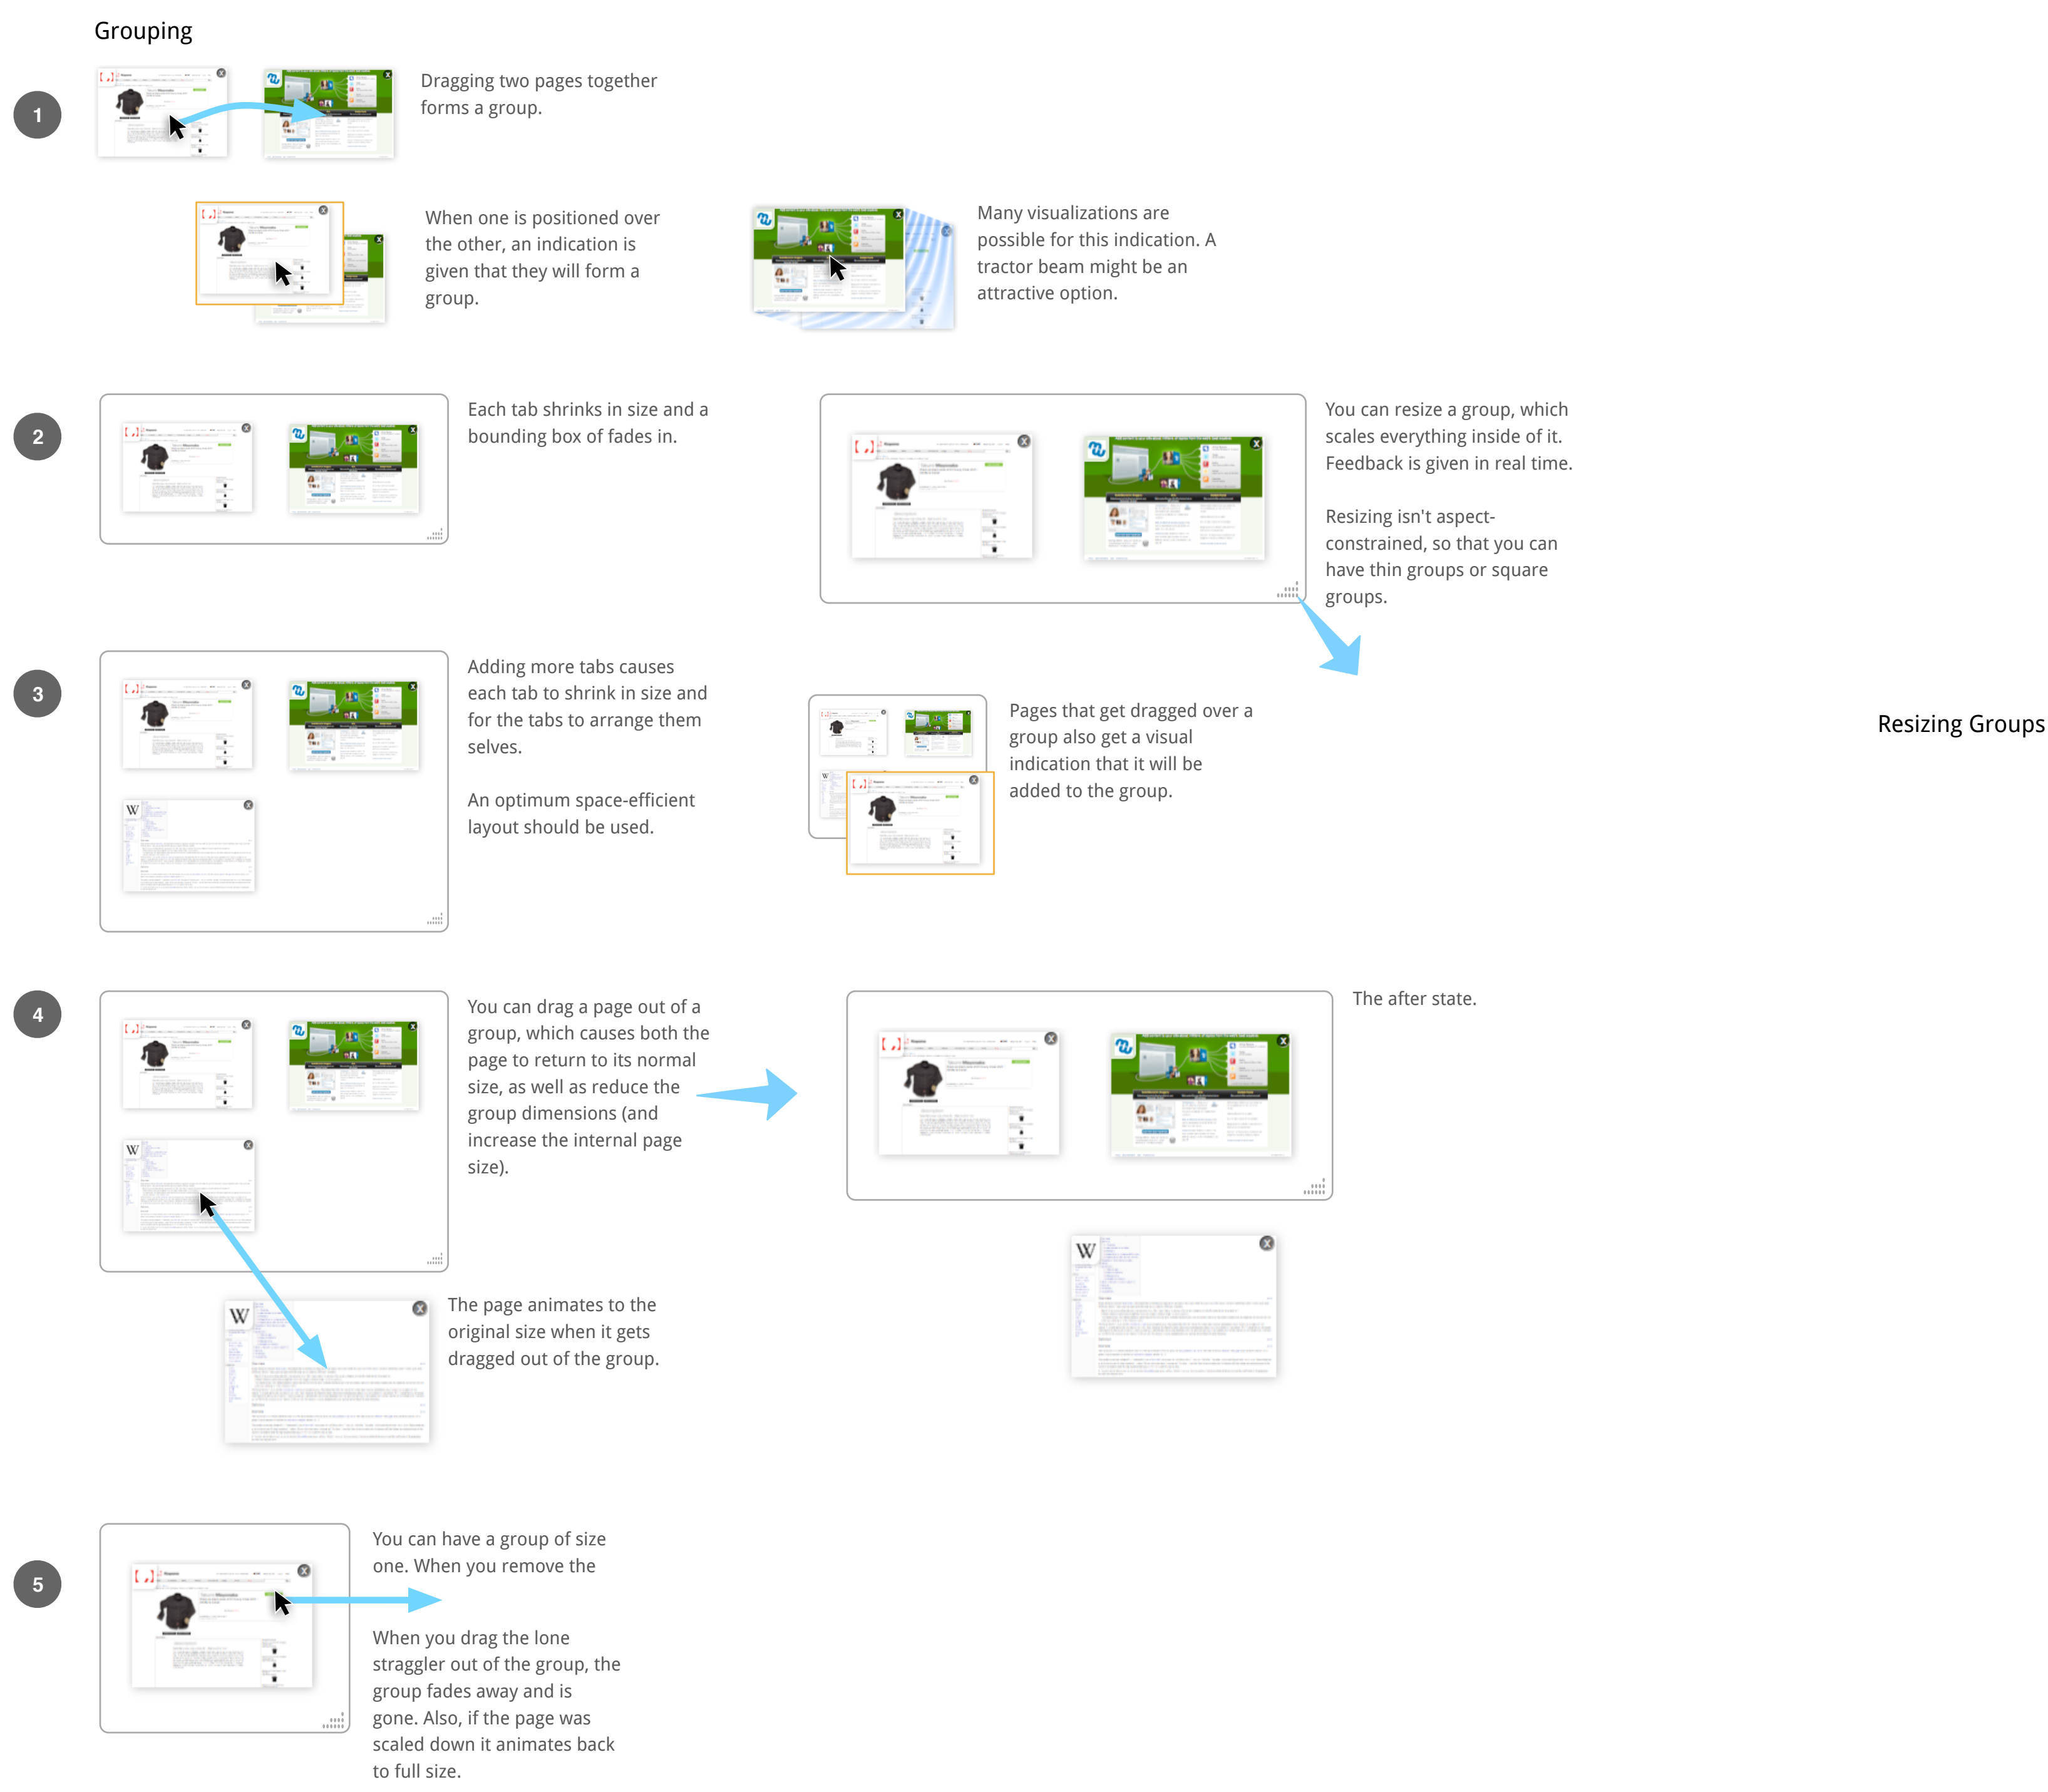 Grouping
1
Dragging two pages together
forms a group.
When one is positioned over
the other, an indication is
given that they will form a
group.
Many visualizations are
possible for this indication. A
tractor beam might be an
attractive option.
2
Each tab shrinks in size and a
bounding box of fades in.
You can resize a group, which
scales everything inside of it.
Feedback is given in real time.
Resizing isn't aspect-
constrained, so that you can
have thin groups or square
groups.
3
Adding more tabs causes
each tab to shrink in size and
for the tabs to arrange them
selves.
An optimum space-efficient
layout should be used.
Pages that get dragged over a
group also get a visual
indication that it will be
added to the group.
Resizing Groups
4
You can drag a page out of a
group, which causes both the
page to return to its normal
size, as well as reduce the
group dimensions (and
increase the internal page
size).
The after state.
The page animates to the
original size when it gets
dragged out of the group.
5
You can have a group of size
one. When you remove the
When you drag the lone
straggler out of the group, the
group fades away and is
gone. Also, if the page was
scaled down it animates back
to full size.